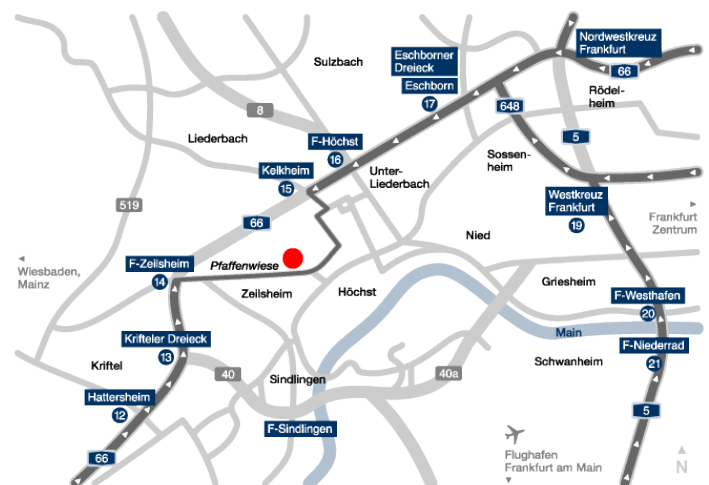 Nordwestkreuz
Frankfurt
66
Rödel-
heim
Eschborner
Dreieck
Eschborn
17
Sulzbach
648
8
5
Liederbach
F-Höchst
16
Sossen-
heim
Unter-
Liederbach
Kelkheim
15
Westkreuz
Frankfurt
19
519
66
Frankfurt
Zentrum
Nied
Wiesbaden,
Mainz
F-Zeilsheim
14
Pfaffenwiese
Zeilsheim
Höchst
Griesheim
F-Westhafen
20
Main
Krifteler Dreieck
13
F-Niederrad
21
Kriftel
Schwanheim
40
Sindlingen
40a
Hattersheim
12
5
F-Sindlingen
66
Flughafen
Frankfurt am Main
N